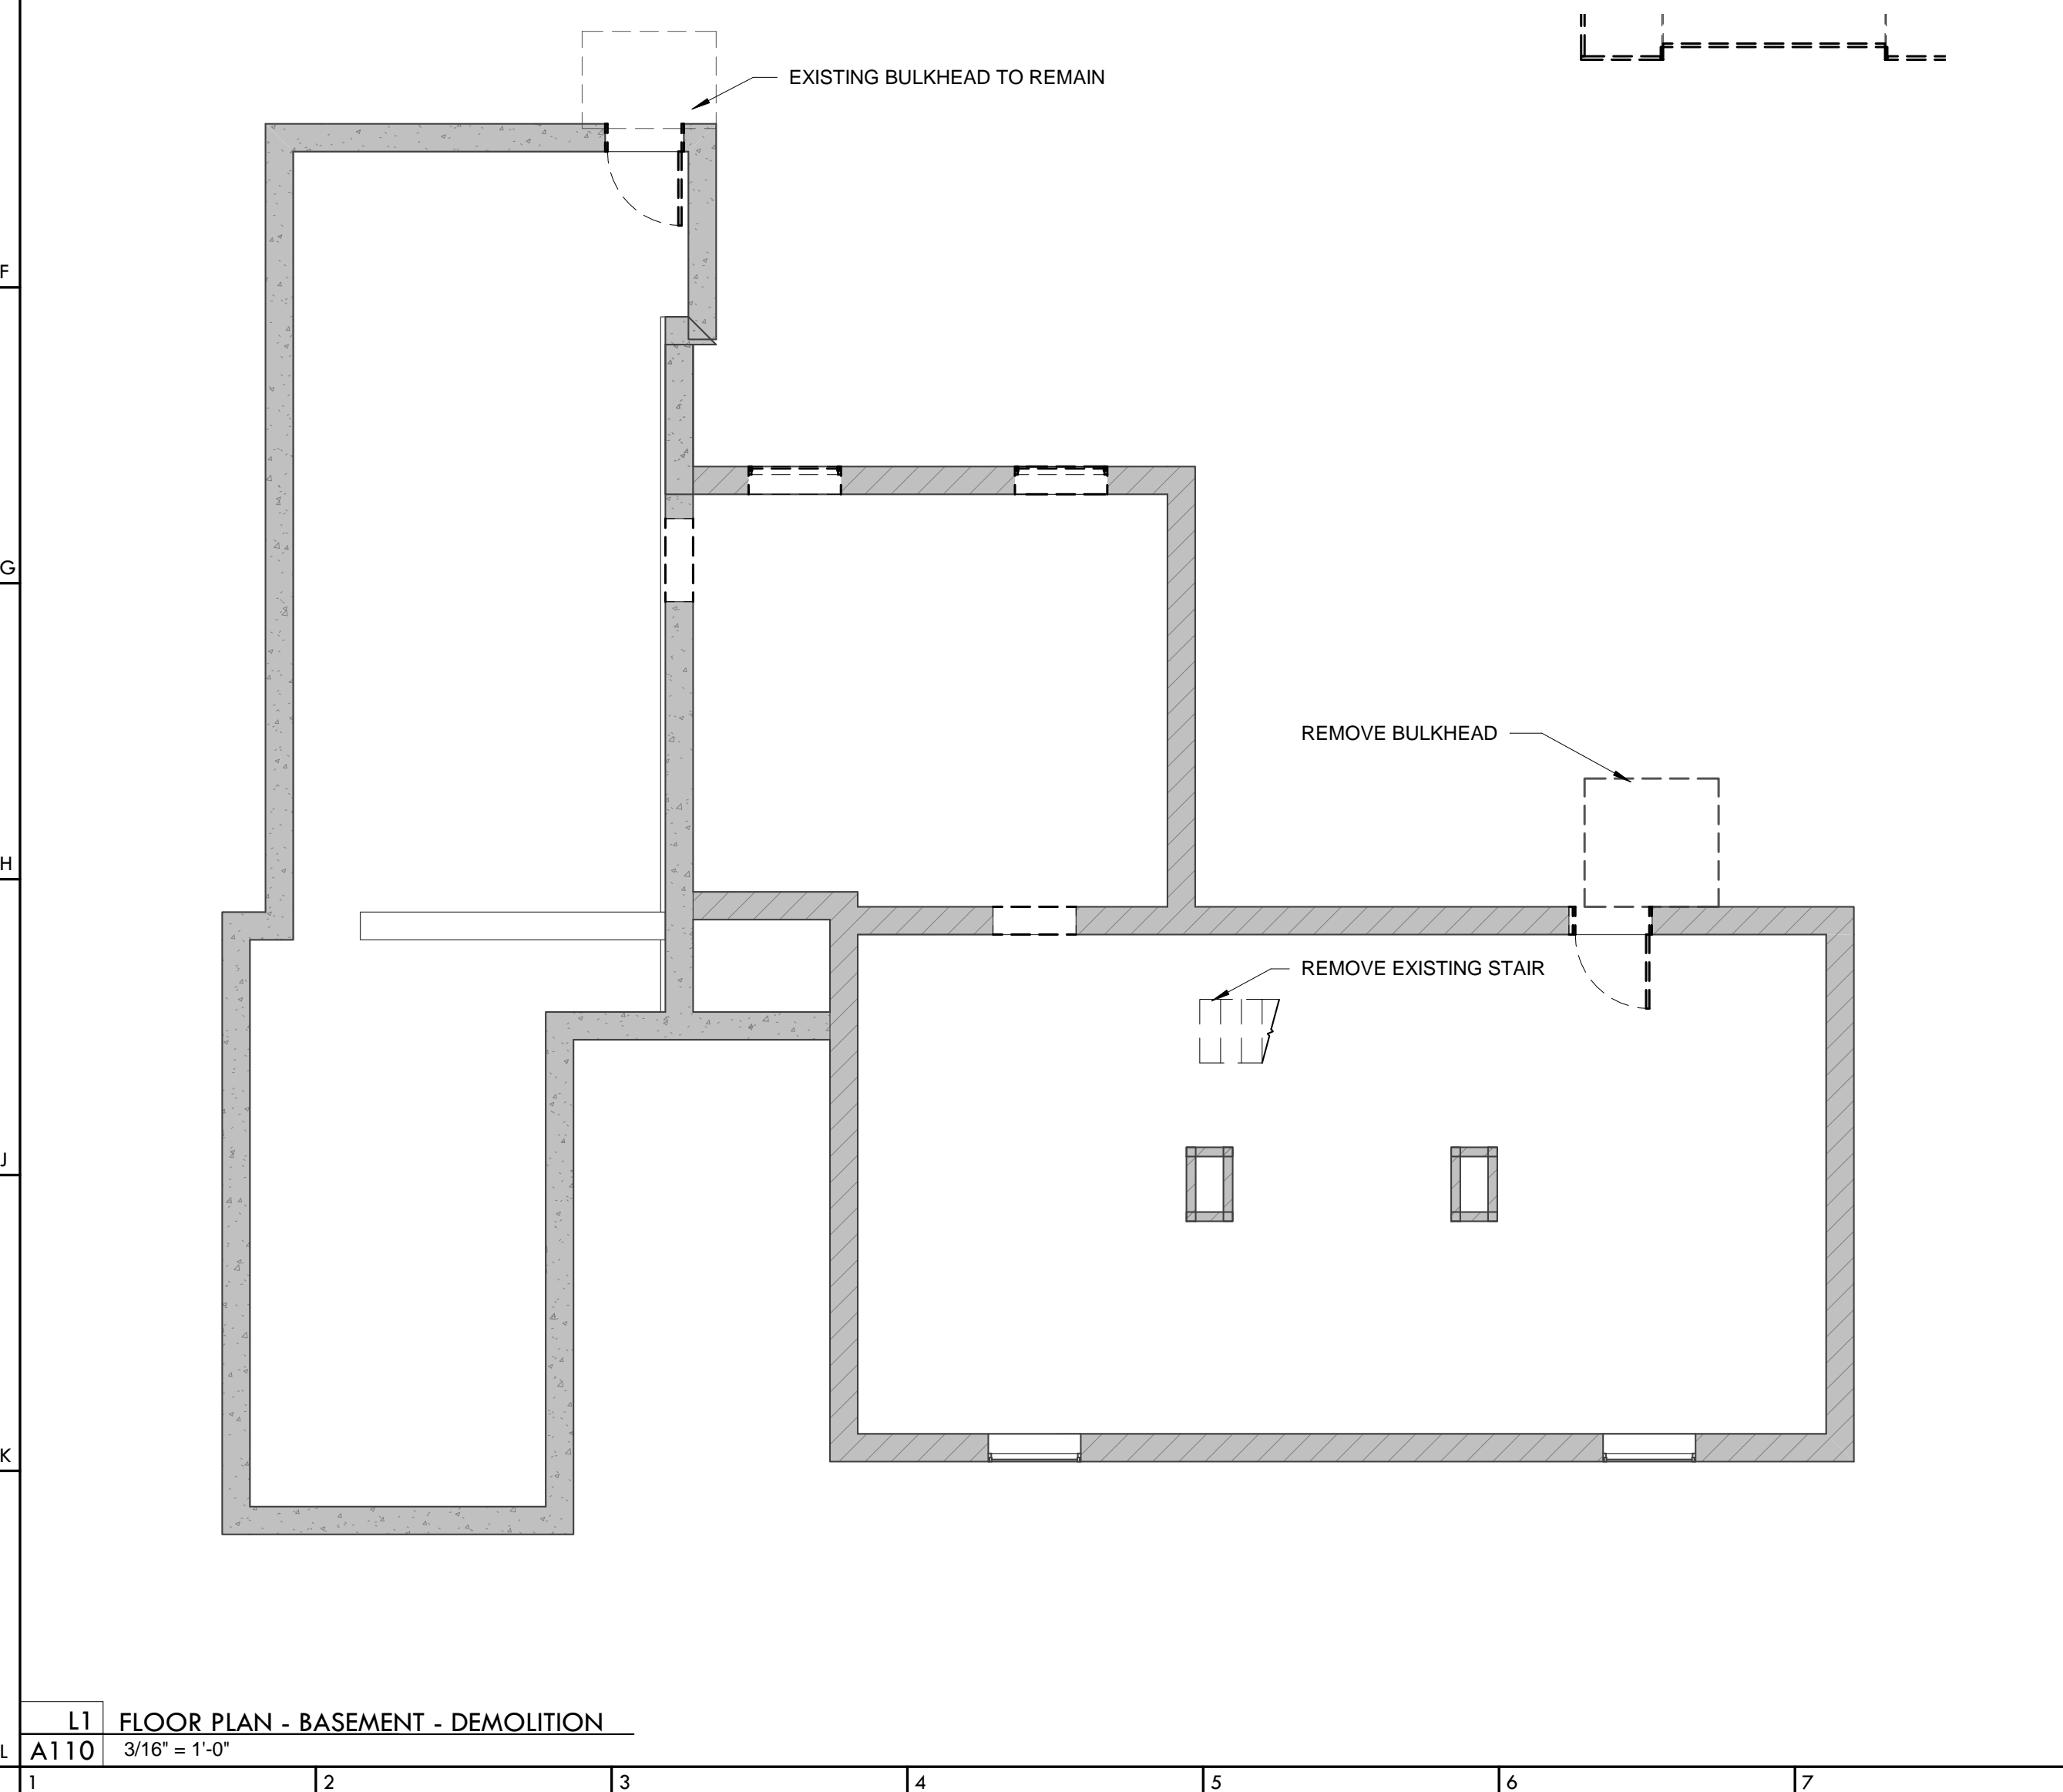 EXISTING BULKHEAD TO REMAIN
F
G
REMOVE BULKHEAD
H
REMOVE EXISTING STAIR
J
K
L1 FLOOR PLAN - BASEMENT - DEMOLITION
L A110 3/16" = 1'-0"
1 2 3 4 5 6 7